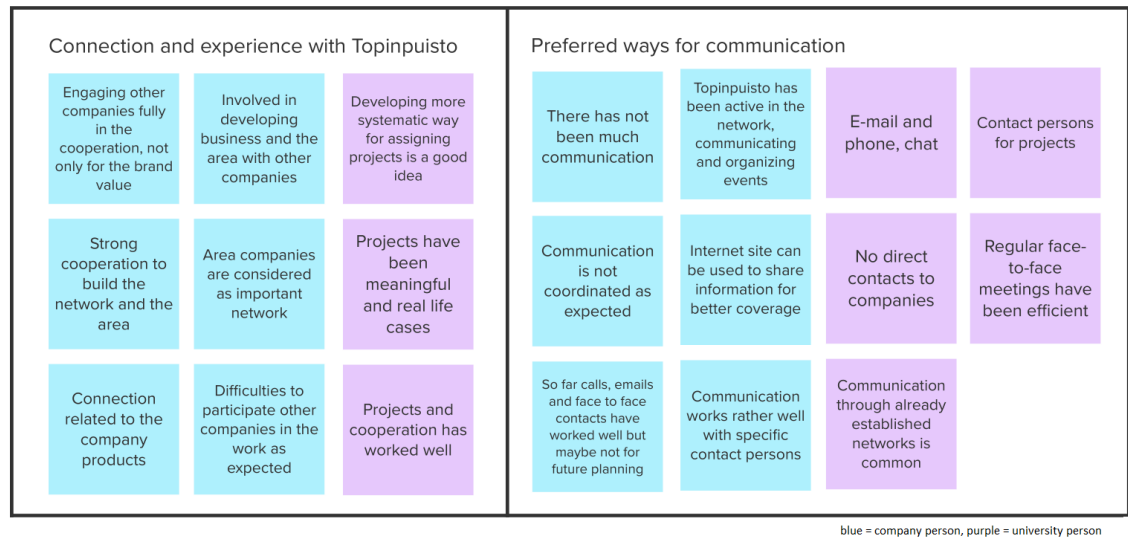 Connection and experience with Topinpuisto
Engaging other
companies fully
in the
cooperation, not
only for the brand
value
Involved in
developing
business and the
area with other
companies
Developing more
systematic way
for assigning
projects is a good
idea
Strong
cooperation to
build the
network and the
area
Area companies
are considered
as important
network
Projects have
been
meaningful
and real life
cases
Connection
related to the
company
products
Difficulties to
participate other
companies in the
work as
expected
Projects and
cooperation has
worked well
Preferred ways for communication
There has not
been much
communication
Topinpuisto has
been active in the
network,
communicating
and organizing
events
E-mail and
phone, chat
Contact persons
for projects
Communication
is not
coordinated as
expected
Internet site can
be used to share
information for
better coverage
No direct
contacts to
companies
Regular face-
to-face
meetings have
been efficient
So far calls, emails
and face to face
contacts have
worked well but
maybe not for
future planning
Communication
works rather well
with specific
contact persons
Communication
through already
established
networks is
common
blue = company person, purple = university person